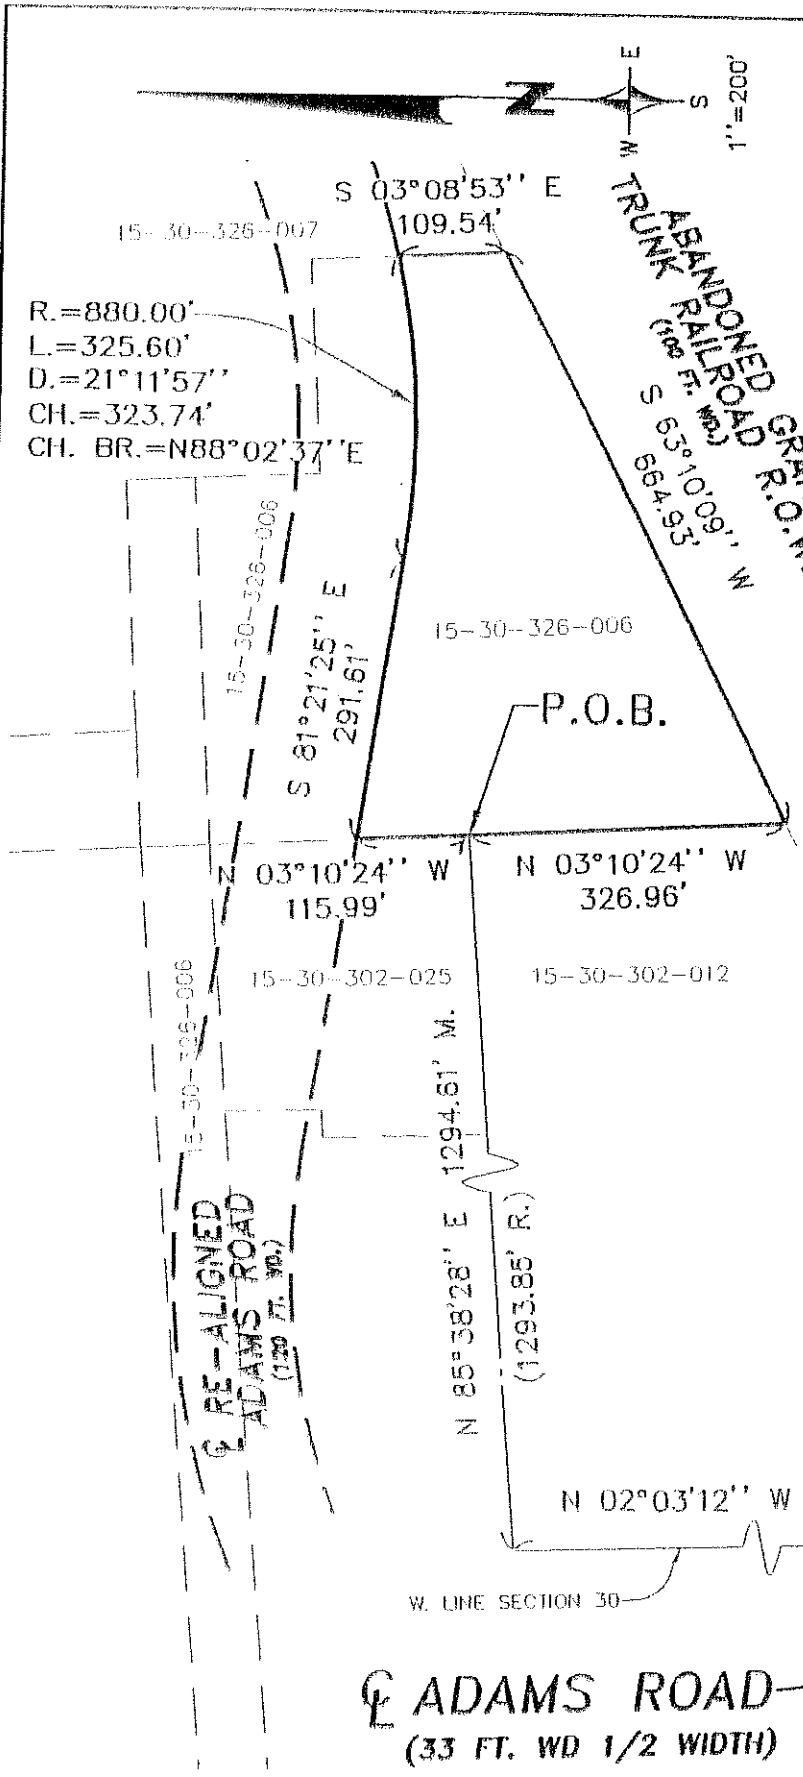 E
N
S
W
1''=200'
S 03°08'53'' E
109.54'
15-30-326-007
R.=880.00'
L.=325.60'
D.=21°11'57''
CH.=323.74'
CH. BR.=N88°02'37''E
ABANDONED
TRUNK RAILROAD R.O.W.
(100 FT. WD.)
S 63°10'09'' W
664.93'
15-30-326-006
S 81°21'25'' E
291.61'
15-30-326-006
P.O.B.
N 03°10'24'' W
115.99'
N 03°10'24'' W
326.96'
15-30-302-025
15-30-302-012
15-30-326-006
N 85°38'28'' E 1294.61' M.
(1293.85' R.)
℄ RE-ALIGNED
ADAMS ROAD
(120 FT. WD.)
N 02°03'12'' W
W. LINE SECTION 30
℄ ADAMS ROAD
(33 FT. WD 1/2 WIDTH)